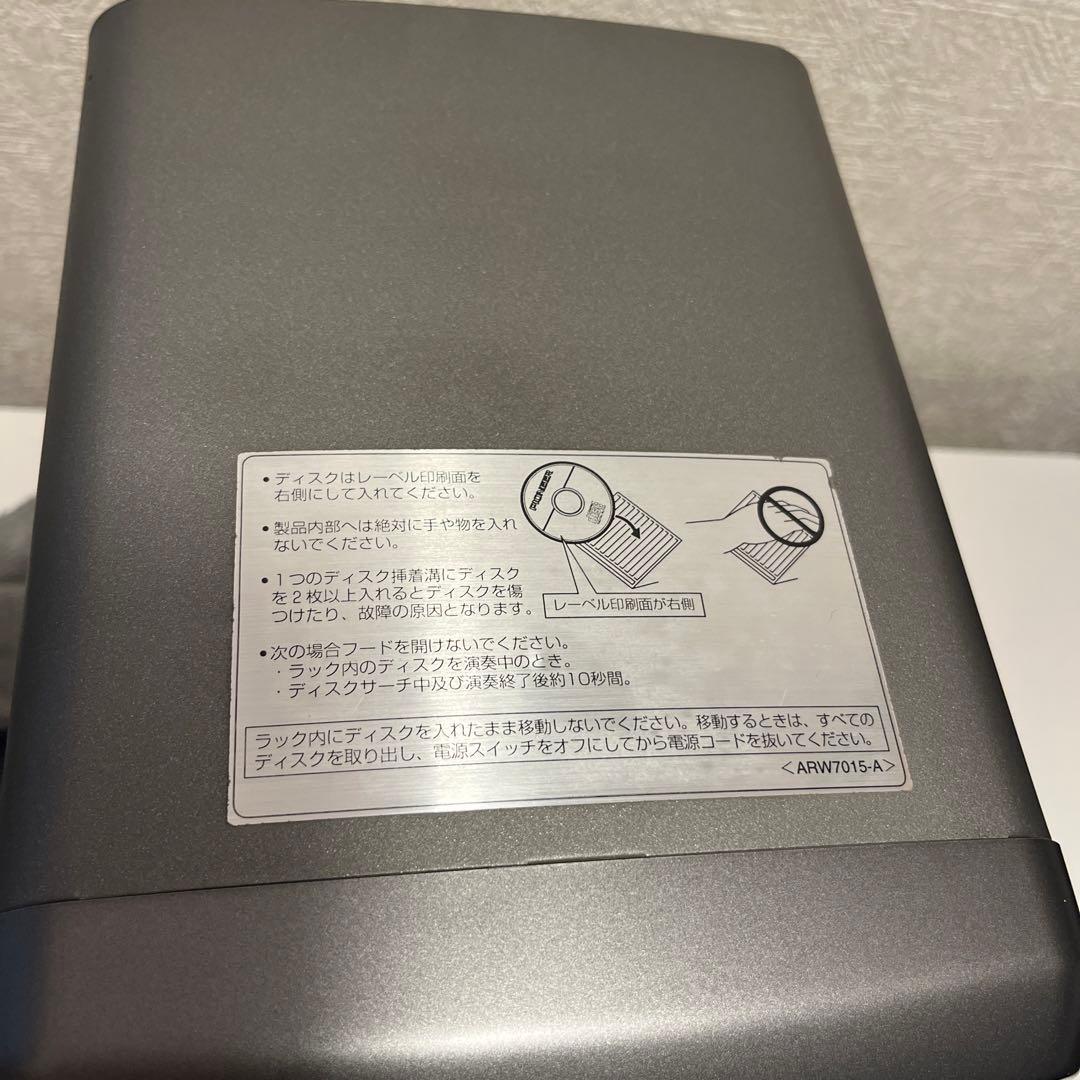 • ディスクはレーベル印刷面を
右側にして入れてください。
• 製品内部へは絶対に手や物を入れ
ないでください。
• 1つのディスク挿着溝にディスク
を2枚以上入れるとディスクを傷
つけたり、故障の原因となります。
• 次の場合フードを開けないでください。
・ラック内のディスクを演奏中のとき。
・ディスクサーチ中及び演奏終了後約10秒間。
PIONEER
レーベル印刷面が右側
ラック内にディスクを入れたまま移動しないでください。移動するときは、すべての
ディスクを取り出し、電源スイッチをオフにしてから電源コードを抜いてください。
<ARW7015-A>